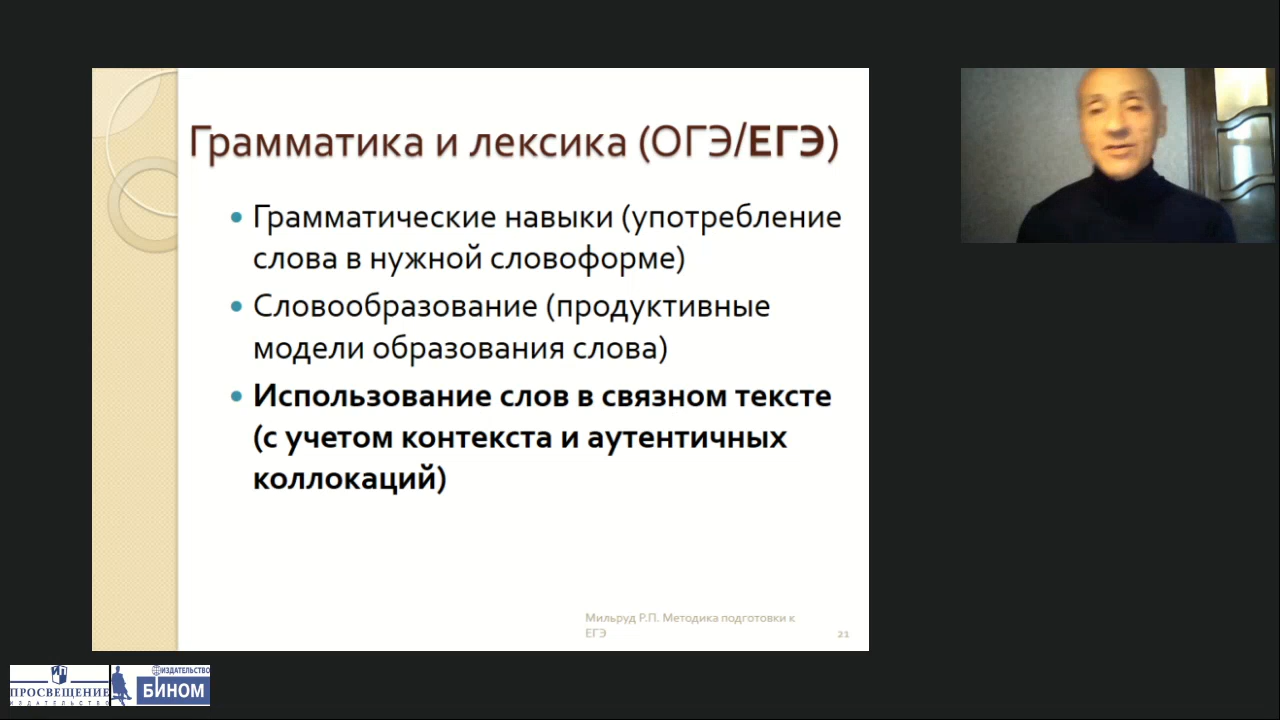 Грамматика и лексика (ОГЭ/ЕГЭ)
• Грамматические навыки (употребление
слова в нужной словоформе)
• Словообразование (продуктивные
модели образования слова)
• Использование слов в связном тексте
(с учетом контекста и аутентичных
коллокаций)
Мильруд Р.П. Методика подготовки к
ЕГЭ
21
ПРОСВЕЩЕНИЕ
ИЗДАТЕЛЬСТВО
ИЗДАТЕЛЬСТВО
БИНОМ